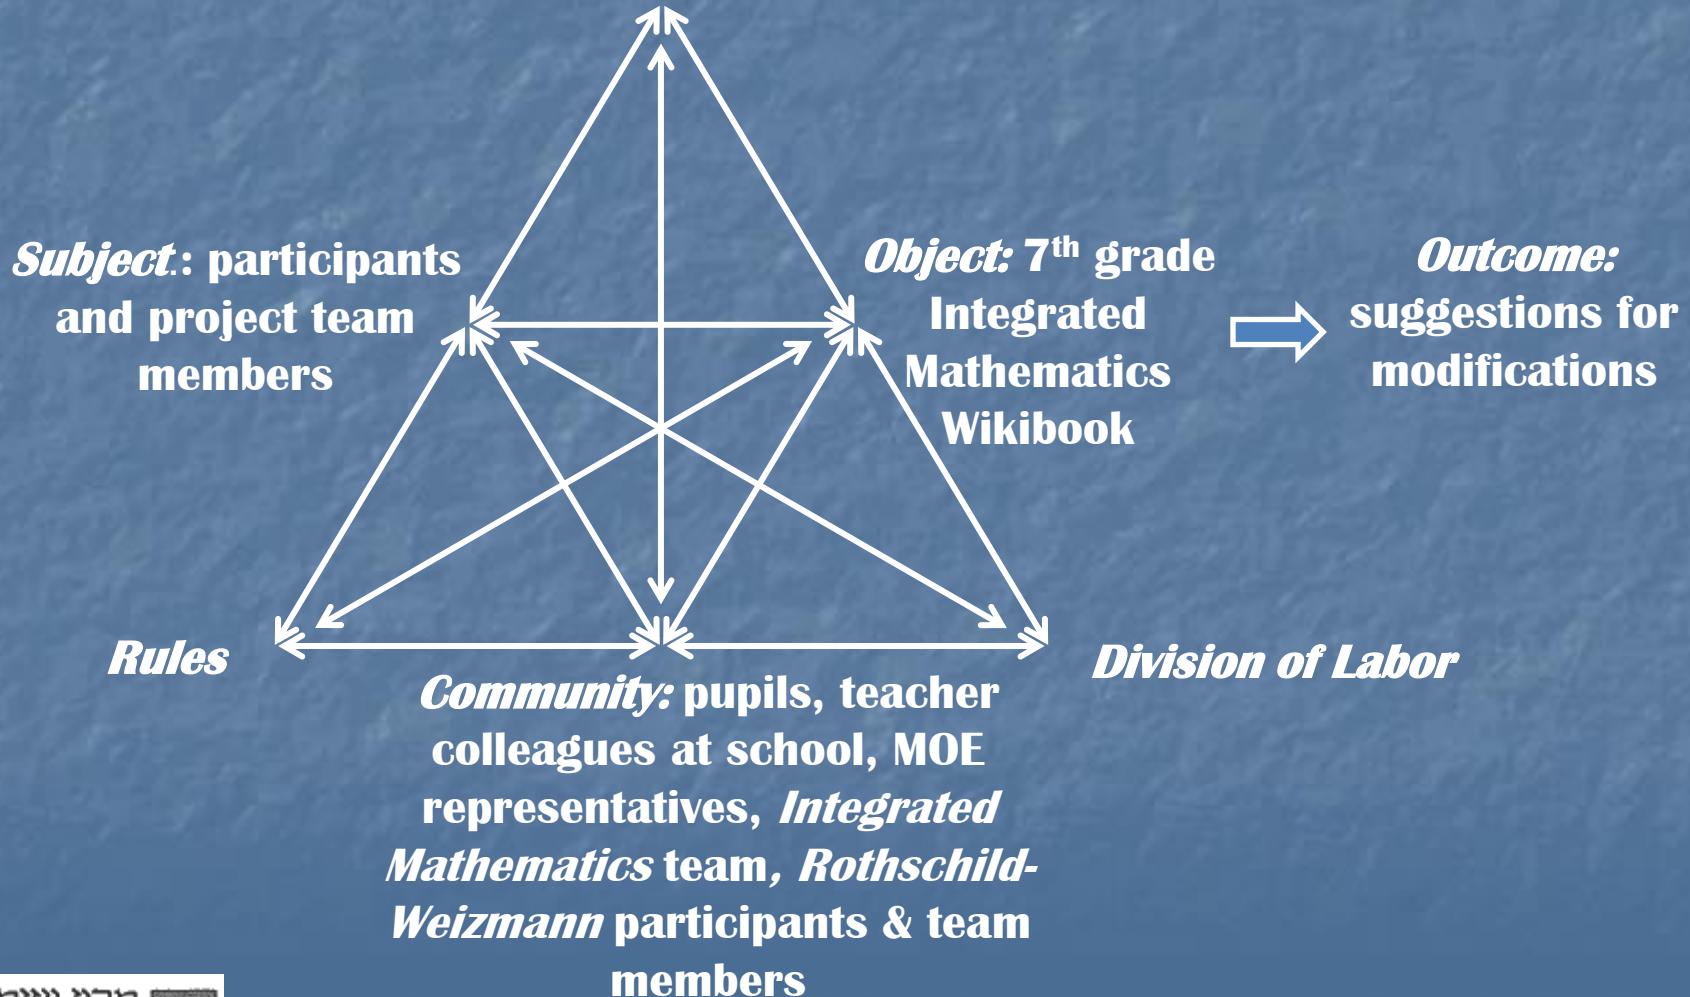 Subject.: participants
and project team
members
Object: 7th grade
Integrated
Mathematics
Wikibook
Outcome:
suggestions for
modifications
Rules
Division of Labor
Community: pupils, teacher
colleagues at school, MOE
representatives, Integrated
Mathematics team, Rothschild-
Weizmann participants & team
members